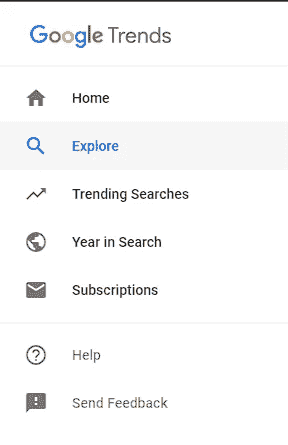 Google Trends
Home
Explore
Trending Searches
Year in Search
Subscriptions
Help
Send Feedback